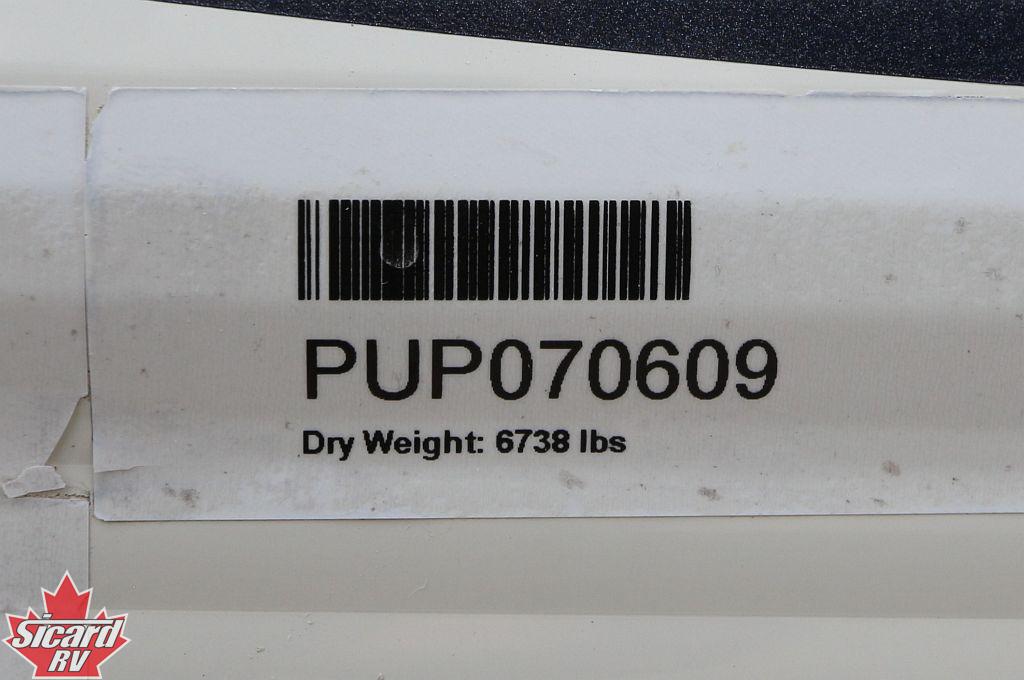 PUP070609
Dry Weight: 6738 lbs
Sicard
RV